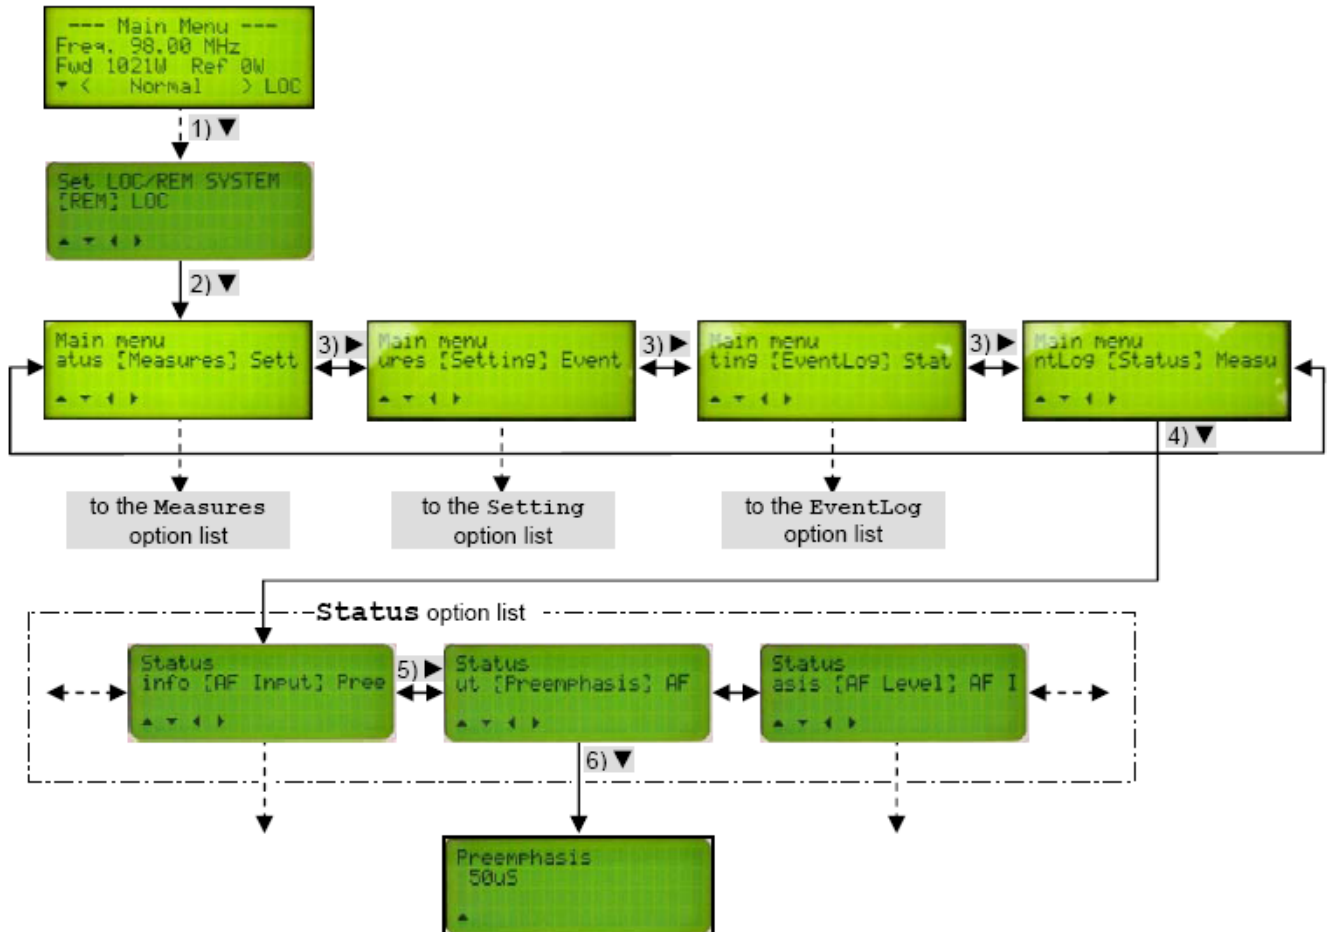 --- Main Menu ---
Freq. 98.00 MHz
Fwd 1021W Ref 0W
▼ < Normal > LOC
1) ▼
Set LOC/REM SYSTEM
[REM] LOC
▲ ▼ ◀ ▶
2) ▼
Main menu
atus [Measures] Sett
▲ ▼ ◀ ▶
3) ▶
Main menu
ures [Setting] Event
▲ ▼ ◀ ▶
3) ▶
Main menu
ting [EventLog] Stat
▲ ▼ ◀ ▶
3) ▶
Main menu
ntLog [Status] Measu
▲ ▼ ◀ ▶
4) ▼
to the Measures
option list
to the Setting
option list
to the EventLog
option list
Status option list
Status
info [AF Input] Pree
▲ ▼ ◀ ▶
5) ▶
Status
ut [Preemphasis] AF
▲ ▼ ◀ ▶
Status
asis [AF Level] AF I
▲ ▼ ◀ ▶
6) ▼
Preemphasis
50uS
▲